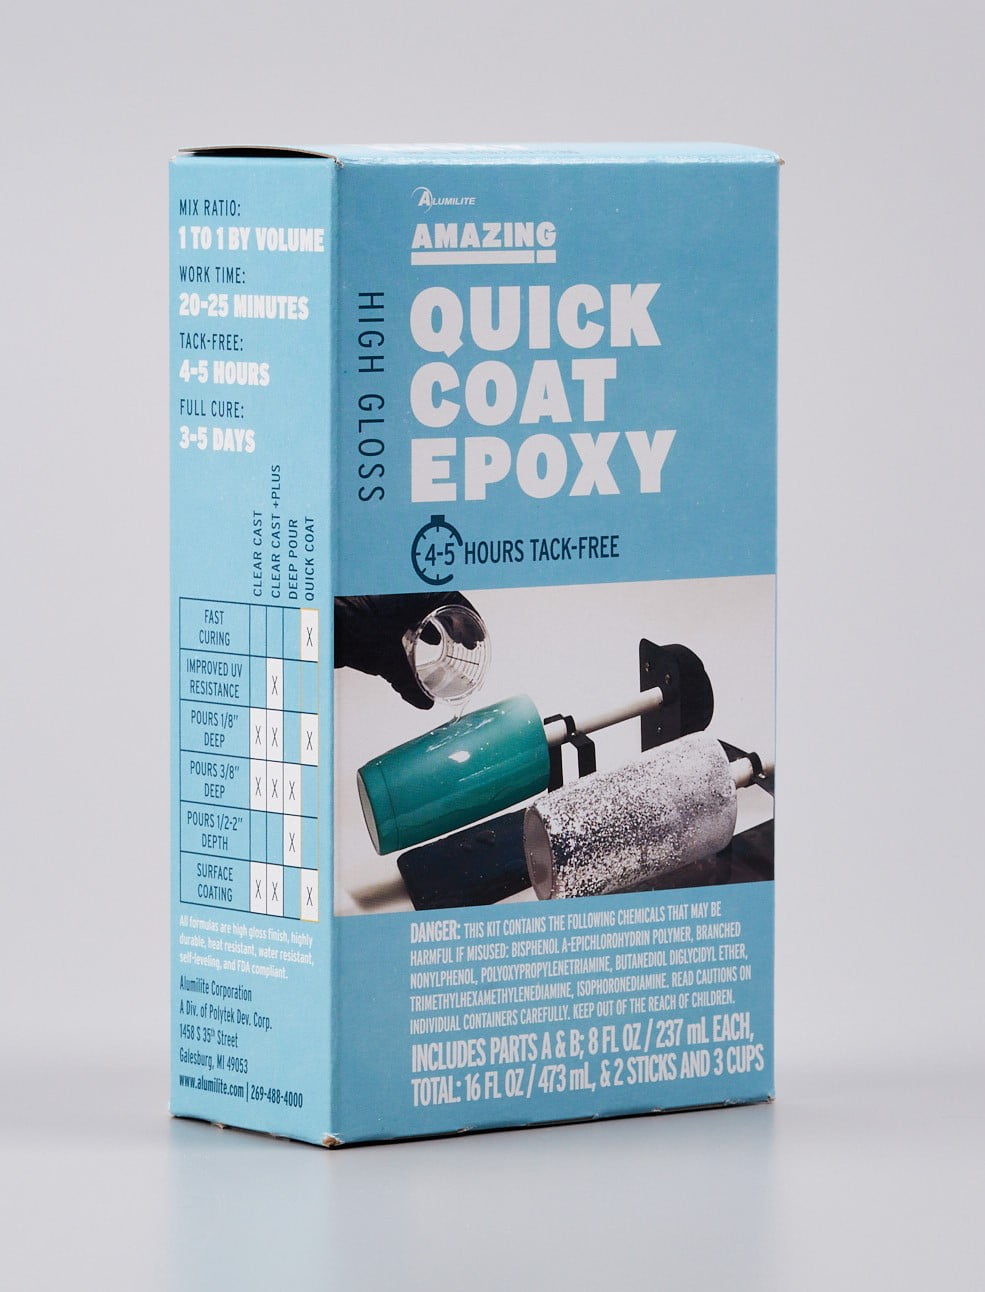 MIX RATIO:
1 TO 1 BY VOLUME
WORK TIME:
20-25 MINUTES
TACK-FREE:
4-5 HOURS
FULL CURE:
3-5 DAYS
CLEAR CAST
CLEAR CAST +PLUS
DEEP POUR
QUICK COAT
FAST
CURING
X
IMPROVED UV
RESISTANCE
X
POURS 1/8"
DEEP
X X X
POURS 3/8"
DEEP
X X X
POURS 1/2-2"
DEPTH
X
SURFACE
COATING
X X X
All formulas are high gloss finish, highly
durable, heat resistant, water resistant,
self-leveling, and FDA compliant.
Alumilite Corporation
A Div. of Polytek Dev. Corp.
1458 S 35th Street
Galesburg, MI 49053
www.alumilite.com | 269-488-4000
ALUMILITE
AMAZING
HIGH GLOSS
QUICK
COAT
EPOXY
4-5 HOURS TACK-FREE
DANGER: THIS KIT CONTAINS THE FOLLOWING CHEMICALS THAT MAY BE
HARMFUL IF MISUSED: BISPHENOL A-EPICHLOROHYDRIN POLYMER, BRANCHED
NONYLPHENOL, POLYOXYPROPYLENETRIAMINE, BUTANEDIOL DIGLYCIDYL ETHER,
TRIMETHYLHEXAMETHYLENEDIAMINE, ISOPHORONEDIAMINE. READ CAUTIONS ON
INDIVIDUAL CONTAINERS CAREFULLY. KEEP OUT OF THE REACH OF CHILDREN.
INCLUDES PARTS A & B; 8 FL OZ / 237 mL EACH,
TOTAL: 16 FL OZ / 473 mL, & 2 STICKS AND 3 CUPS